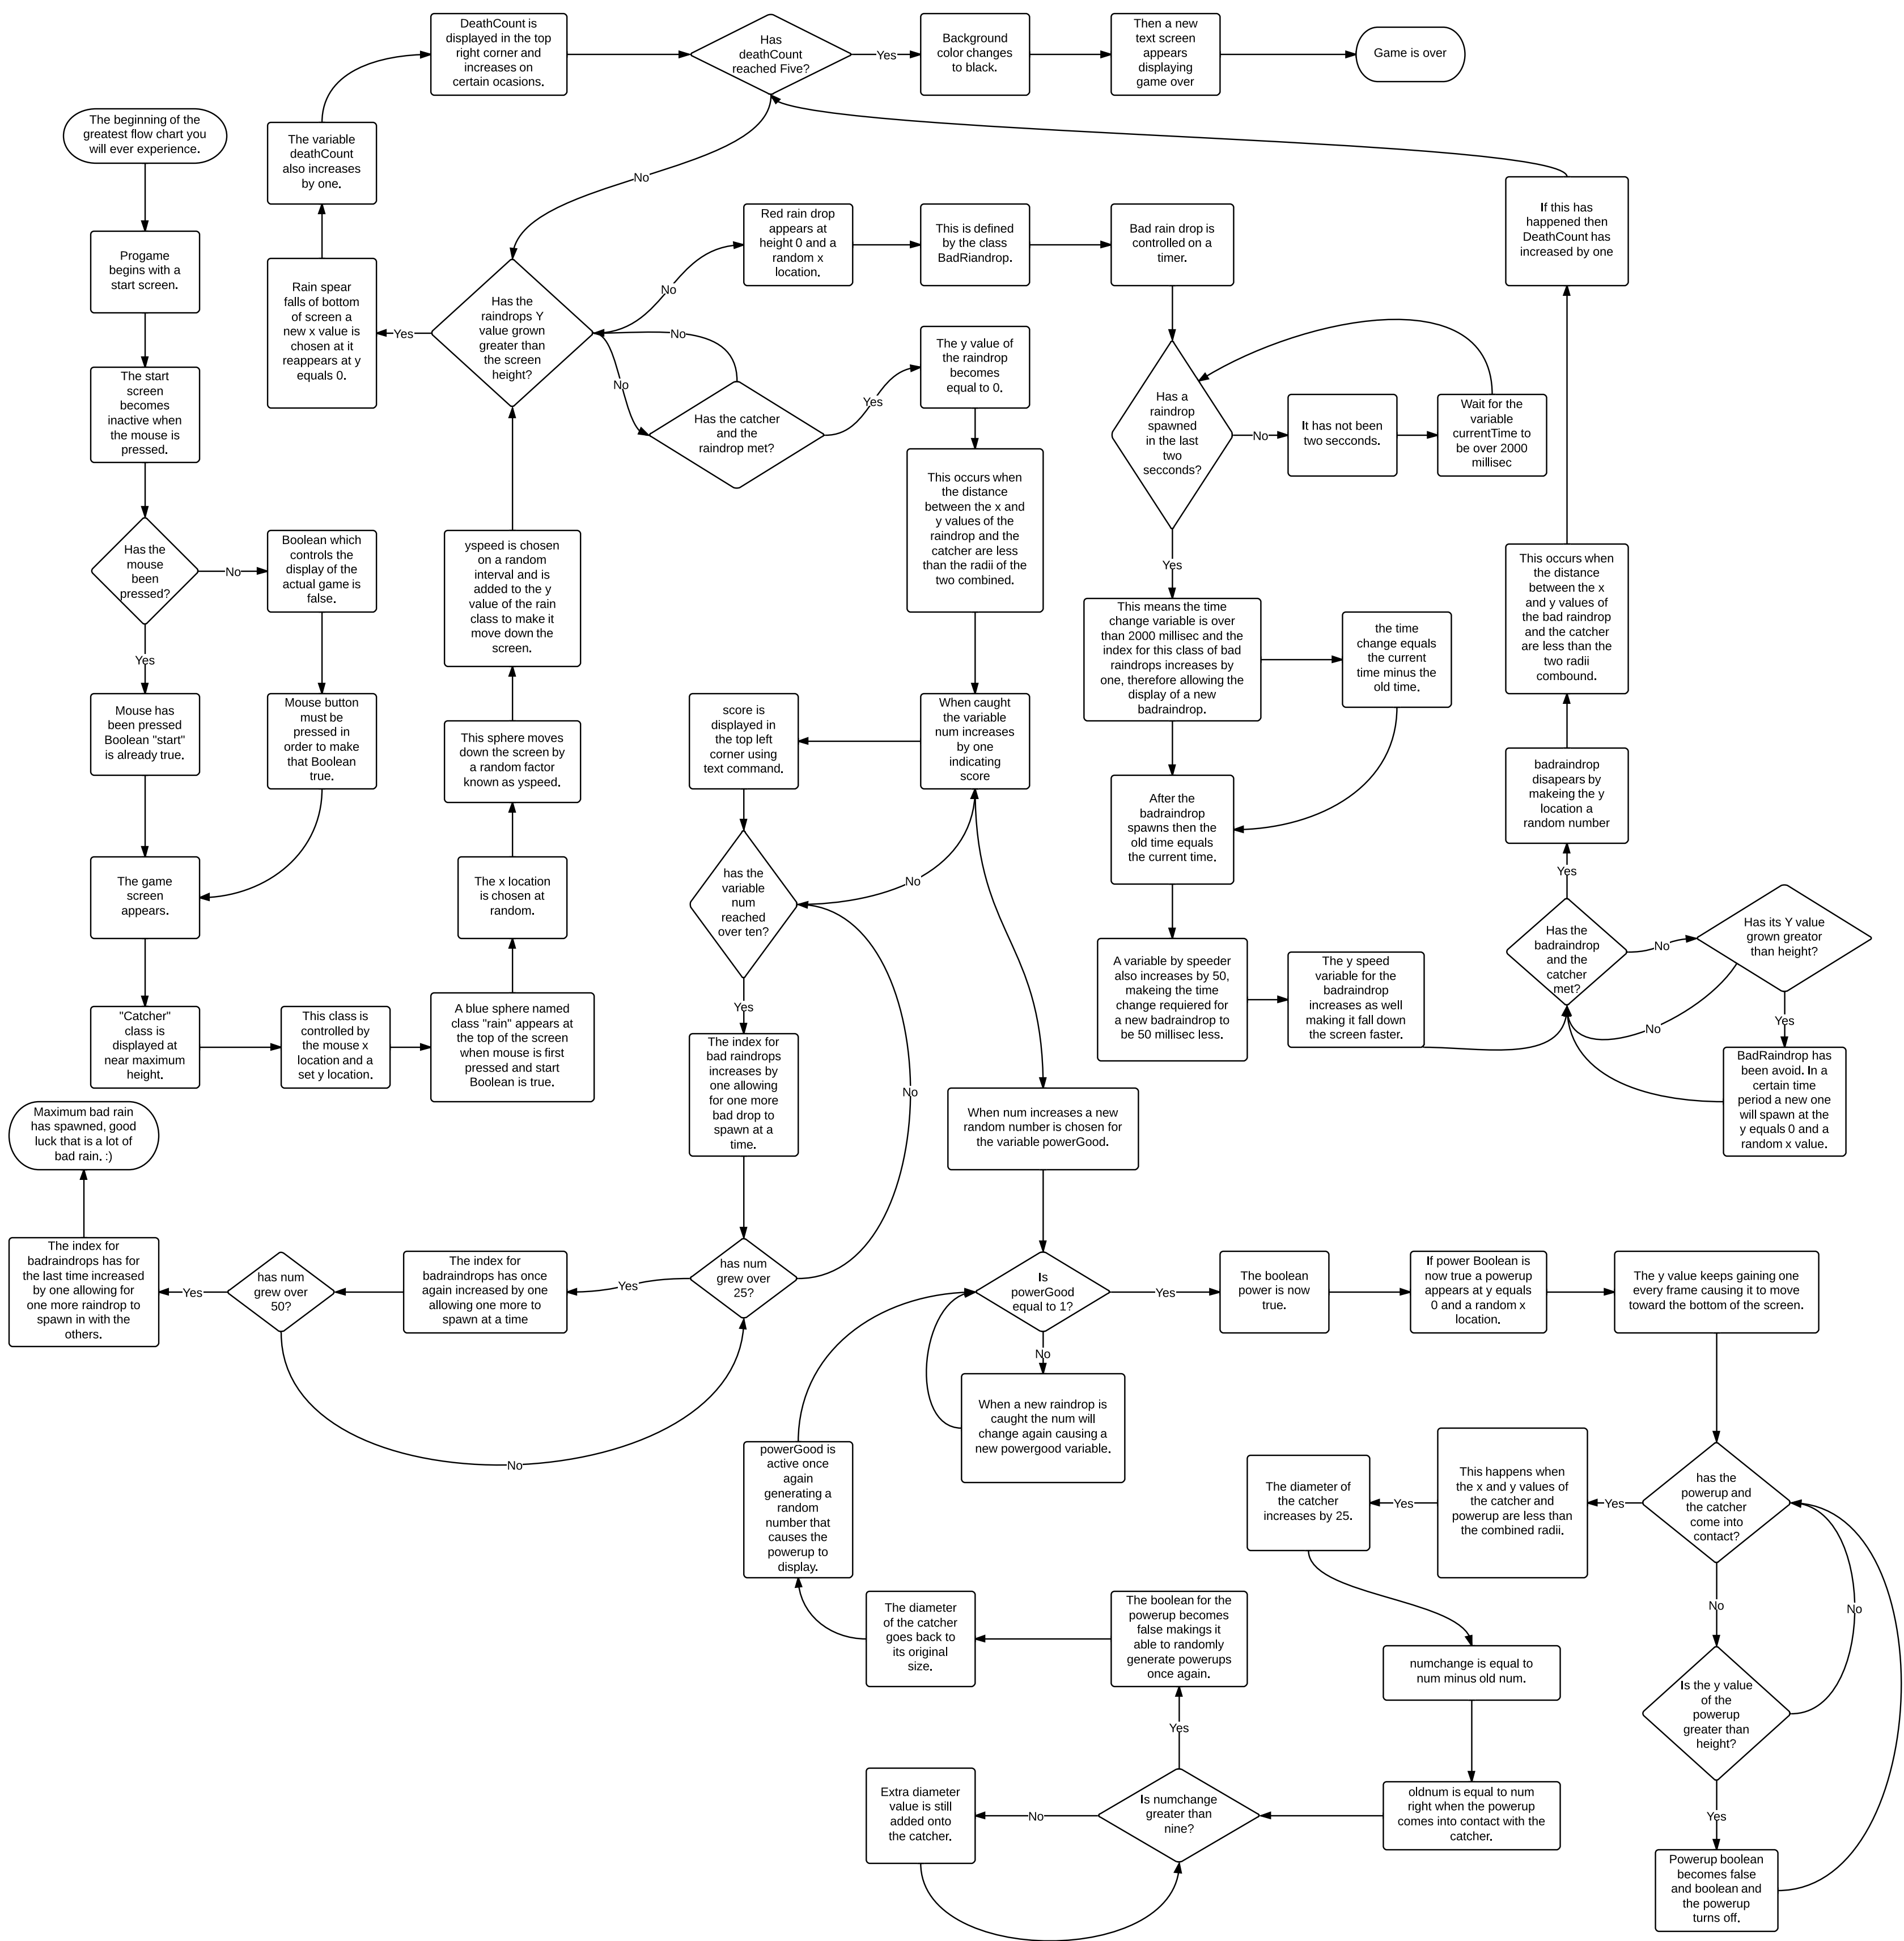 DeathCount is
displayed in the top
right corner and
increases on
certain ocasions.
Has
deathCount
reached Five?
Yes
Background
color changes
to black.
Then a new
text screen
appears
displaying
game over
Game is over
The beginning of the
greatest flow chart you
will ever experience.
The variable
deathCount
also increases
by one.
No
If this has
happened then
DeathCount has
increased by one
Progame
begins with a
start screen.
Rain spear
falls of bottom
of screen a
new x value is
chosen at it
reappears at y
equals 0.
Yes
Has the
raindrops Y
value grown
greater than
the screen
height?
No
Red rain drop
appears at
height 0 and a
random x
location.
This is defined
by the class
BadRiandrop.
Bad rain drop is
controlled on a
timer.
No
No
Has the catcher
and the
raindrop met?
Yes
The y value of
the raindrop
becomes
equal to 0.
The start
screen
becomes
inactive when
the mouse is
pressed.
Has a
raindrop
spawned
in the last
two
secconds?
No
It has not been
two secconds.
Wait for the
variable
currentTime to
be over 2000
millisec
Yes
This occurs when
the distance
between the x and
y values of the
raindrop and the
catcher are less
than the radii of the
two combined.
Has the
mouse
been
pressed?
No
Boolean which
controls the
display of the
actual game is
false.
Yes
yspeed is chosen
on a random
interval and is
added to the y
value of the rain
class to make it
move down the
screen.
This occurs when
the distance
between the x
and y values of
the bad raindrop
and the catcher
are less than the
two radii
combound.
This means the time
change variable is over
than 2000 millisec and the
index for this class of bad
raindrops increases by
one, therefore allowing the
display of a new
badraindrop.
the time
change equals
the current
time minus the
old time.
Mouse has
been pressed
Boolean "start"
is already true.
Mouse button
must be
pressed in
order to make
that Boolean
true.
This sphere moves
down the screen by
a random factor
known as yspeed.
score is
displayed in
the top left
corner using
text command.
When caught
the variable
num increases
by one
indicating
score
After the
badraindrop
spawns then the
old time equals
the current time.
badraindrop
disapears by
makeing the y
location a
random number
The game
screen
appears.
The x location
is chosen at
random.
has the
variable
num
reached
over ten?
No
Yes
Yes
Has the
badraindrop
and the
catcher
met?
No
Has its Y value
grown greator
than height?
No
Yes
"Catcher"
class is
displayed at
near maximum
height.
This class is
controlled by
the mouse x
location and a
set y location.
A blue sphere named
class "rain" appears at
the top of the screen
when mouse is first
pressed and start
Boolean is true.
A variable by speeder
also increases by 50,
makeing the time
change requiered for
a new badraindrop to
be 50 millisec less.
The y speed
variable for the
badraindrop
increases as well
making it fall down
the screen faster.
BadRaindrop has
been avoid. In a
certain time
period a new one
will spawn at the
y equals 0 and a
random x value.
Maximum bad rain
has spawned, good
luck that is a lot of
bad rain. :)
The index for
bad raindrops
increases by
one allowing
for one more
bad drop to
spawn at a
time.
No
When num increases a new
random number is chosen for
the variable powerGood.
The index for
badraindrops has for
the last time increased
by one allowing for
one more raindrop to
spawn in with the
others.
Yes
has num
grew over
50?
The index for
badraindrops has once
again increased by one
allowing one more to
spawn at a time
Yes
has num
grew over
25?
No
Is
powerGood
equal to 1?
Yes
The boolean
power is now
true.
If power Boolean is
now true a powerup
appears at y equals
0 and a random x
location.
The y value keeps gaining one
every frame causing it to move
toward the bottom of the screen.
No
When a new raindrop is
caught the num will
change again causing a
new powergood variable.
powerGood is
active once
again
generating a
random
number that
causes the
powerup to
display.
The diameter of
the catcher
increases by 25.
Yes
This happens when
the x and y values of
the catcher and
powerup are less than
the combined radii.
Yes
has the
powerup and
the catcher
come into
contact?
No
No
The diameter
of the catcher
goes back to
its original
size.
The boolean for the
powerup becomes
false makings it
able to randomly
generate powerups
once again.
numchange is equal to
num minus old num.
Is the y value
of the
powerup
greater than
height?
Yes
Yes
Extra diameter
value is still
added onto
the catcher.
No
Is numchange
greater than
nine?
oldnum is equal to num
right when the powerup
comes into contact with the
catcher.
Powerup boolean
becomes false
and boolean and
the powerup
turns off.